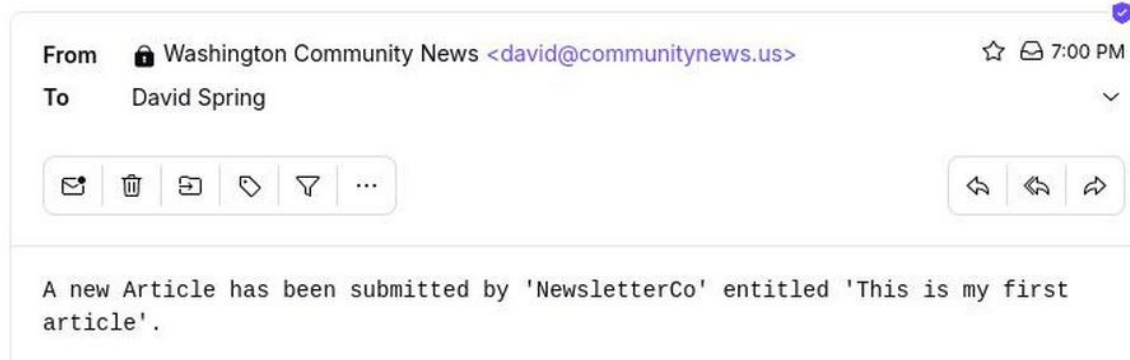 From Washington Community News <david@communitynews.us> 7:00 PM
To David Spring
A new Article has been submitted by 'NewsletterCo' entitled 'This is my first
article'.